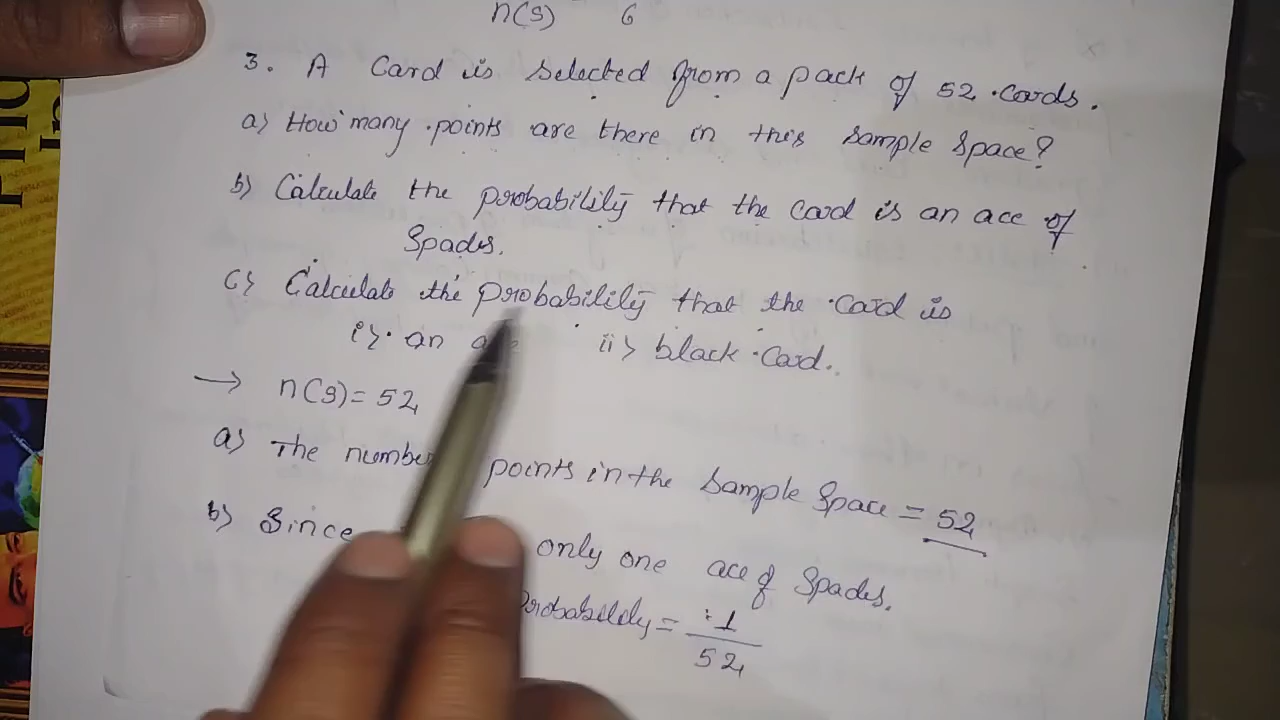 n(s) 6
3. A Card is selected from a pack of 52 cards.
a) How many points are there in this sample space?
b) Calculate the probability that the card is an ace of
Spades.
c) Calculate the probability that the card is
i) an ii) black card.
→ n(s) = 52
a) The number points in the sample space = 52
b) Since only one ace of Spades.
Probability = 1
52